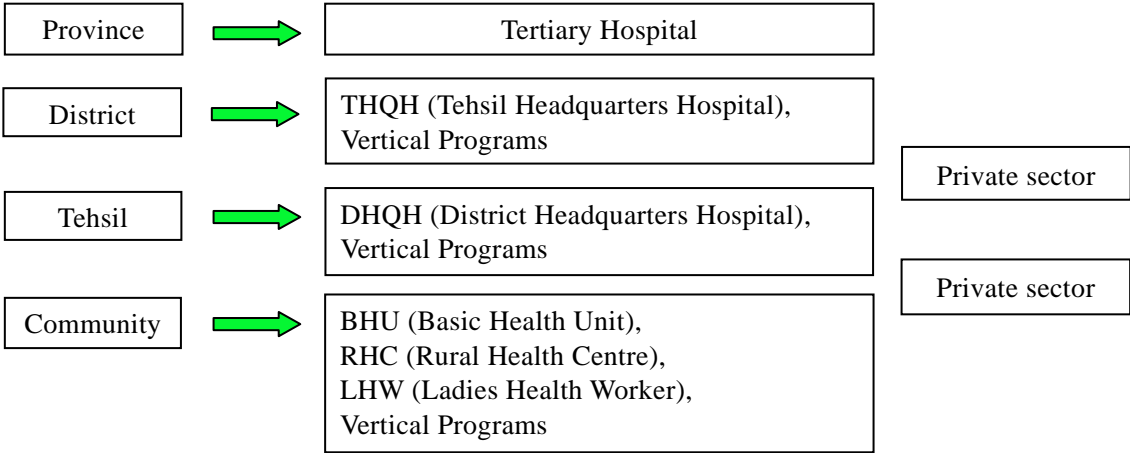 Province
Tertiary Hospital
District
THQH (Tehsil Headquarters Hospital),
Vertical Programs
Private sector
Tehsil
DHQH (District Headquarters Hospital),
Vertical Programs
Private sector
Community
BHU (Basic Health Unit),
RHC (Rural Health Centre),
LHW (Ladies Health Worker),
Vertical Programs